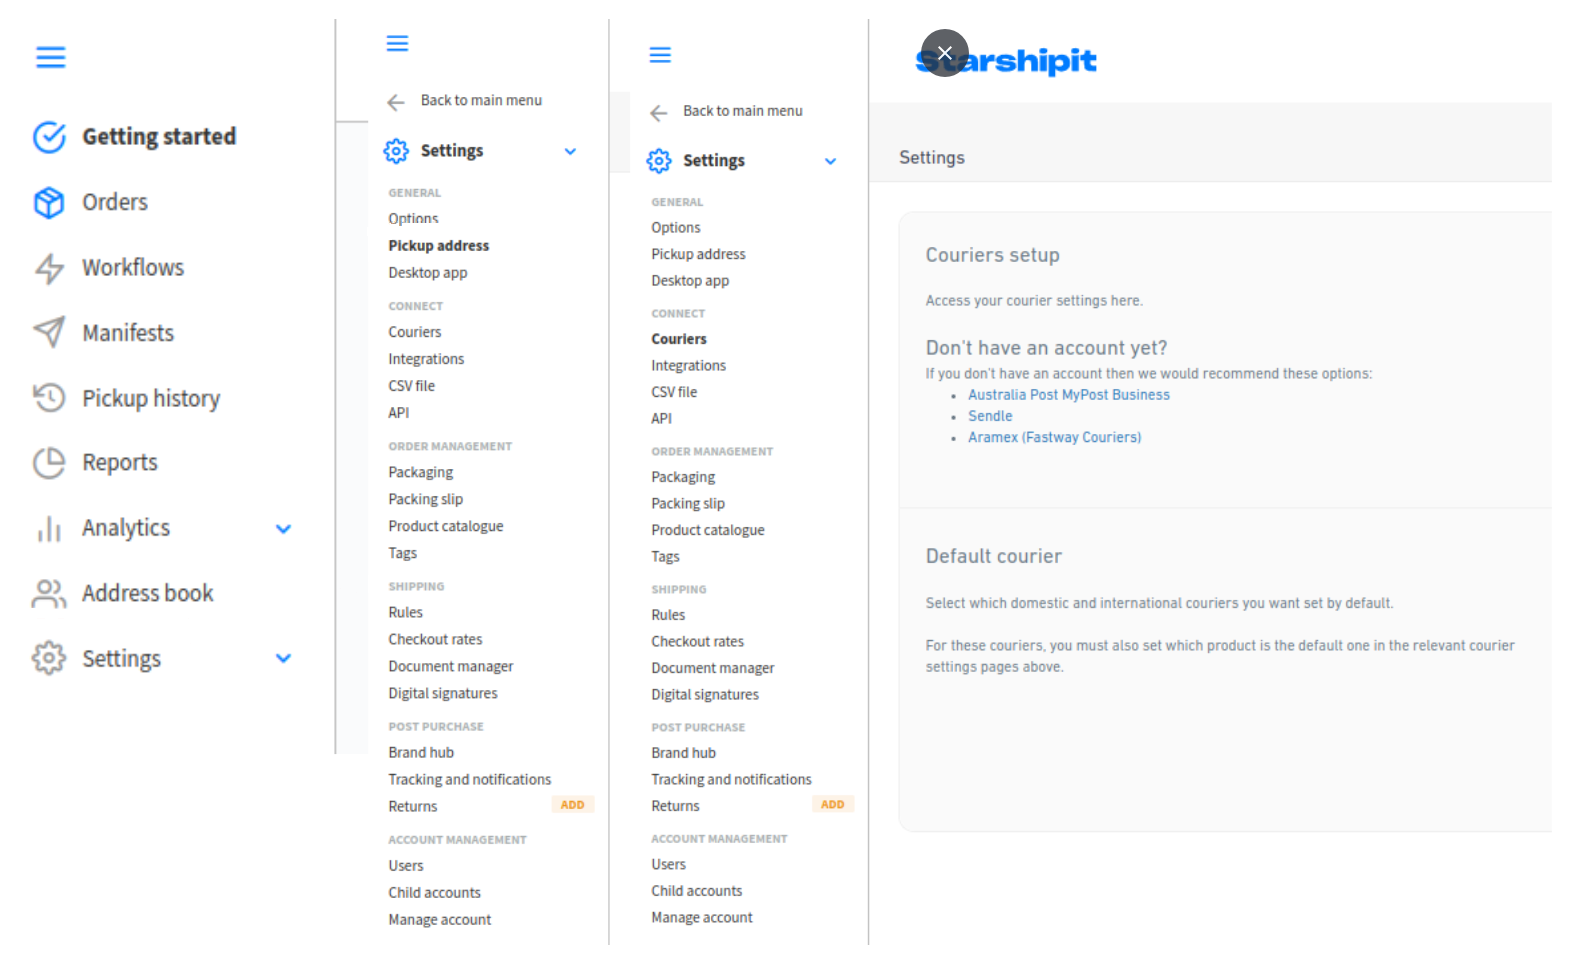 Getting started
Orders
Workflows
Manifests
Pickup history
Reports
Analytics
Address book
Settings
Back to main menu
Settings
GENERAL
Options
Pickup address
Desktop app
CONNECT
Couriers
Integrations
CSV file
API
ORDER MANAGEMENT
Packaging
Packing slip
Product catalogue
Tags
SHIPPING
Rules
Checkout rates
Document manager
Digital signatures
POST PURCHASE
Brand hub
Tracking and notifications
Returns ADD
ACCOUNT MANAGEMENT
Users
Child accounts
Manage account
Back to main menu
Settings
GENERAL
Options
Pickup address
Desktop app
CONNECT
Couriers
Integrations
CSV file
API
ORDER MANAGEMENT
Packaging
Packing slip
Product catalogue
Tags
SHIPPING
Rules
Checkout rates
Document manager
Digital signatures
POST PURCHASE
Brand hub
Tracking and notifications
Returns ADD
ACCOUNT MANAGEMENT
Users
Child accounts
Manage account
Starshipit
Settings
Couriers setup
Access your courier settings here.
Don't have an account yet?
If you don't have an account then we would recommend these options:
Australia Post MyPost Business
Sendle
Aramex (Fastway Couriers)
Default courier
Select which domestic and international couriers you want set by default.
For these couriers, you must also set which product is the default one in the relevant courier
settings pages above.